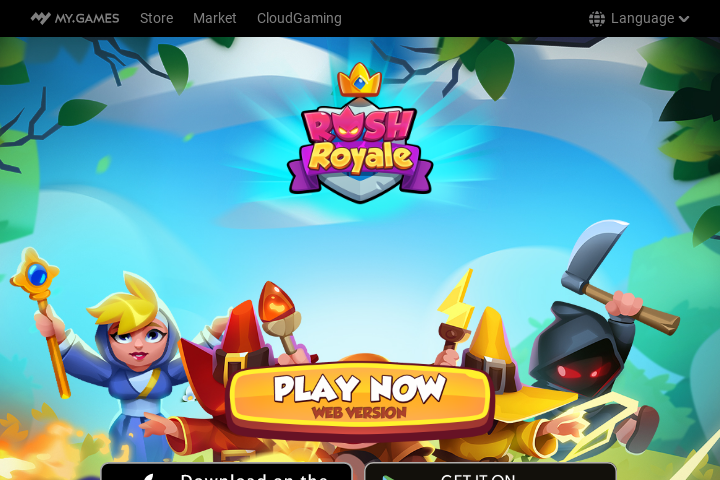 MY.GAMES
Store
Market
CloudGaming
Language
RUSH
Royale
PLAY NOW
WEB VERSION
Download on the
GET IT ON